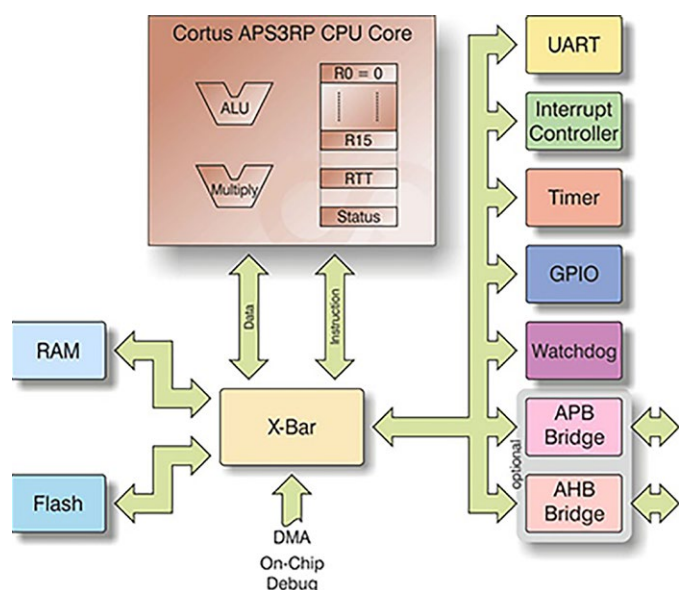 Cortus APS3RP CPU Core
R0 = 0
ALU
R15
Multiply
RTT
Status
UART
Interrupt
Controller
Timer
GPIO
Watchdog
optional
APB
Bridge
AHB
Bridge
Data
Instruction
RAM
X-Bar
Flash
DMA
On-Chip
Debug